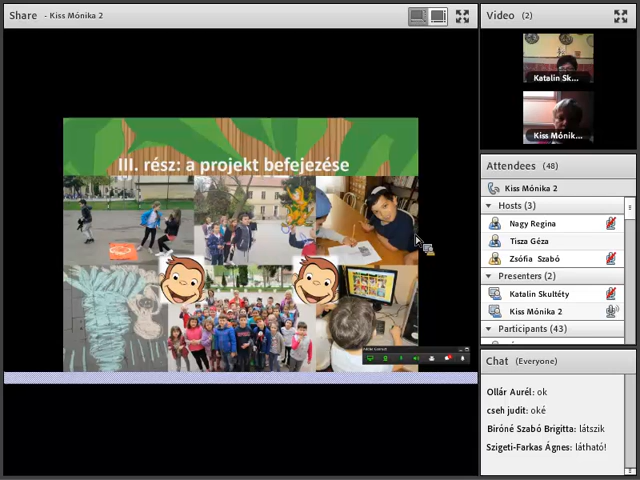 Share - Kiss Mónika 2
III. rész: a projekt befejezése
Video (2)
Katalin Sk...
Kiss Mónik...
Attendees (48)
Kiss Mónika 2
Hosts (3)
Nagy Regina
Tisza Géza
Zsófia Szabó
Presenters (2)
Katalin Skultéty
Kiss Mónika 2
Participants (43)
Chat (Everyone)
Ollár Aurél: ok
cseh judit: oké
Bíróné Szabó Brigitta: látszik
Szigeti-Farkas Ágnes: látható!